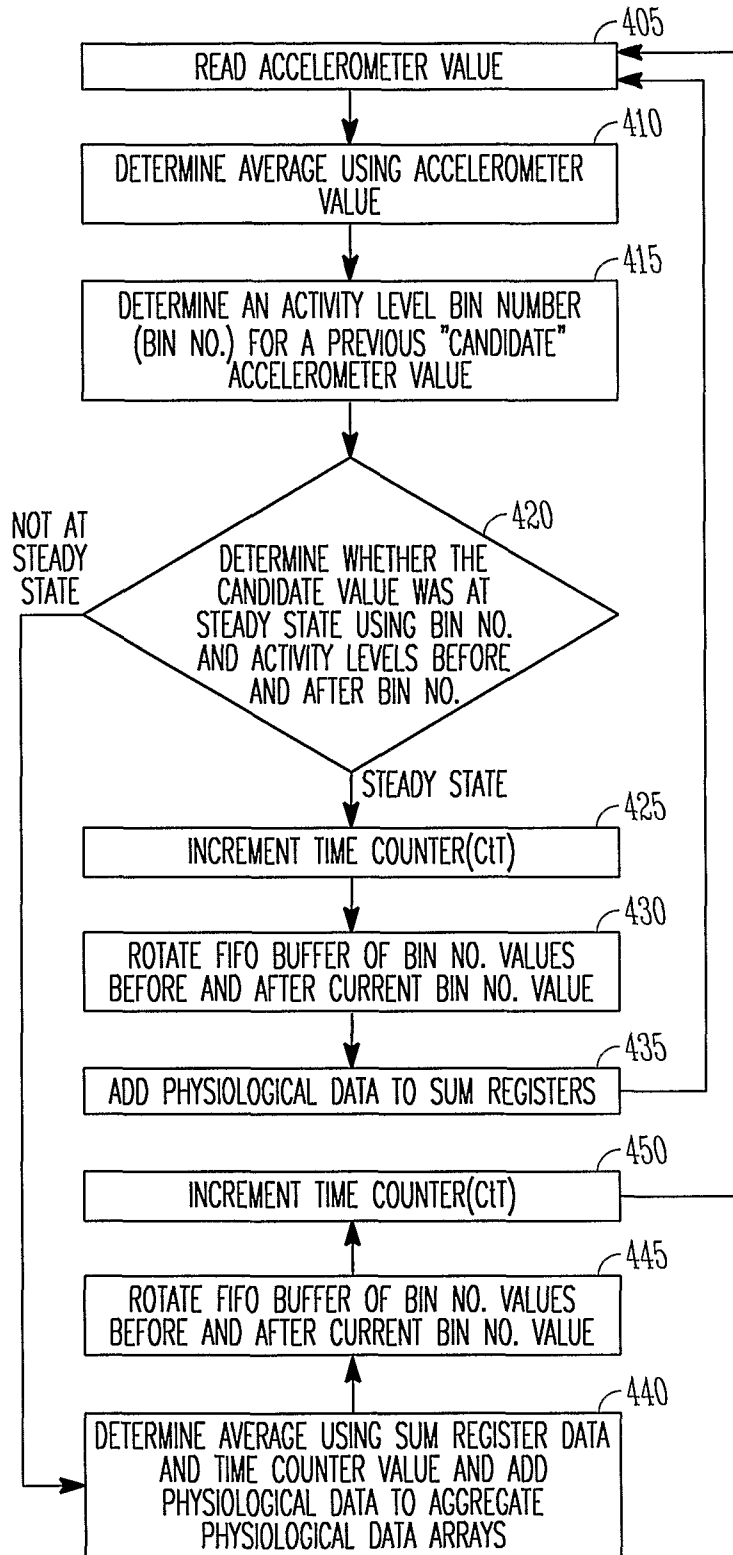 405
READ ACCELEROMETER VALUE
410
DETERMINE AVERAGE USING ACCELEROMETER
VALUE
415
DETERMINE AN ACTIVITY LEVEL BIN NUMBER
(BIN NO.) FOR A PREVIOUS "CANDIDATE"
ACCELEROMETER VALUE
420
NOT AT
STEADY
STATE
DETERMINE WHETHER THE
CANDIDATE VALUE WAS AT
STEADY STATE USING BIN NO.
AND ACTIVITY LEVELS BEFORE
AND AFTER BIN NO.
STEADY STATE
425
INCREMENT TIME COUNTER(CtT)
430
ROTATE FIFO BUFFER OF BIN NO. VALUES
BEFORE AND AFTER CURRENT BIN NO. VALUE
435
ADD PHYSIOLOGICAL DATA TO SUM REGISTERS
450
INCREMENT TIME COUNTER(CtT)
445
ROTATE FIFO BUFFER OF BIN NO. VALUES
BEFORE AND AFTER CURRENT BIN NO. VALUE
440
DETERMINE AVERAGE USING SUM REGISTER DATA
AND TIME COUNTER VALUE AND ADD
PHYSIOLOGICAL DATA TO AGGREGATE
PHYSIOLOGICAL DATA ARRAYS